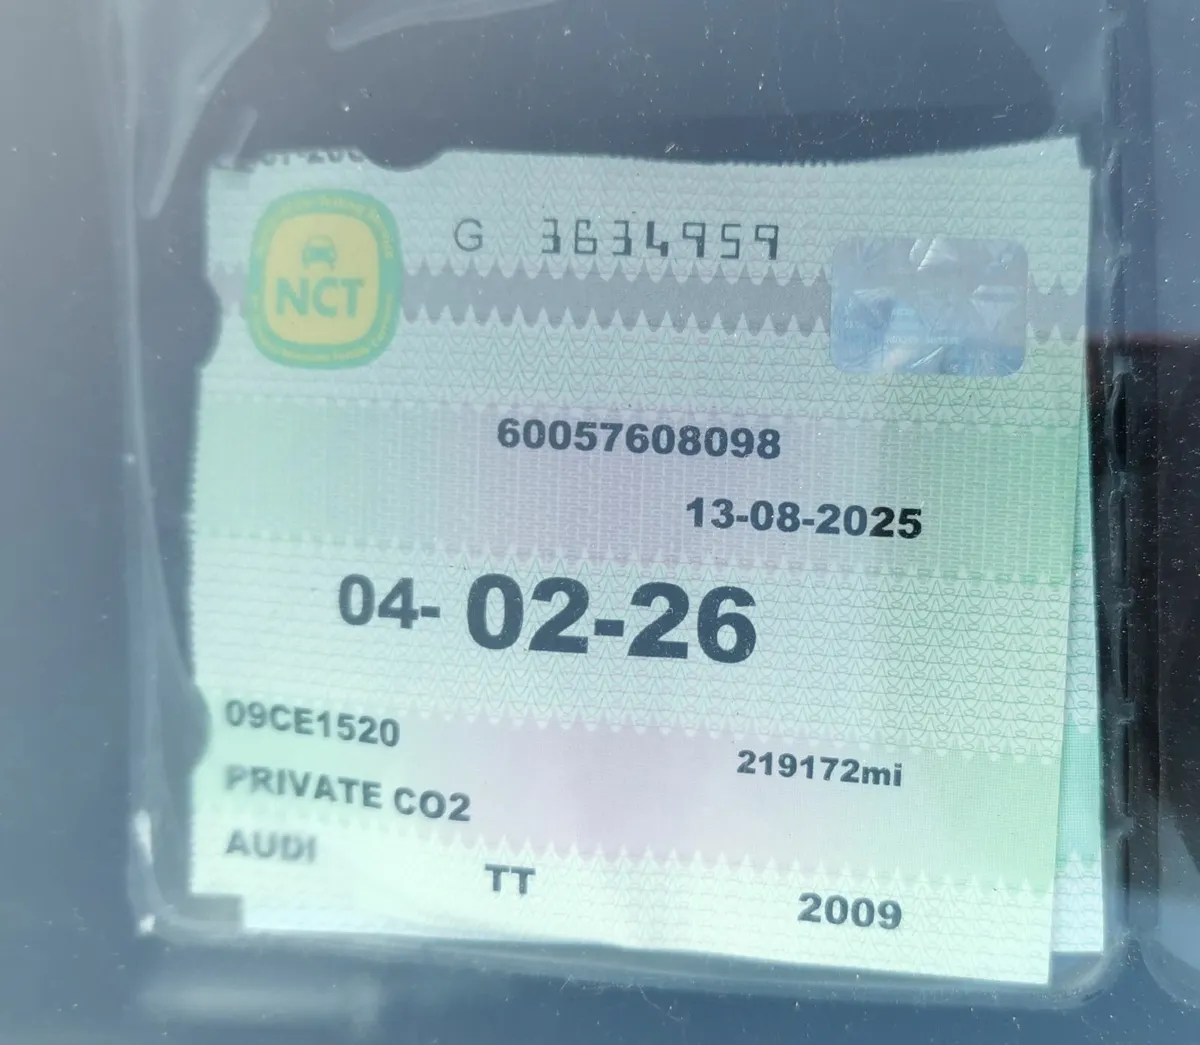 NCT
G 3634959
60057608098
13-08-2025
04-02-26
09CE1520
219172mi
PRIVATE CO2
AUDI TT 2009